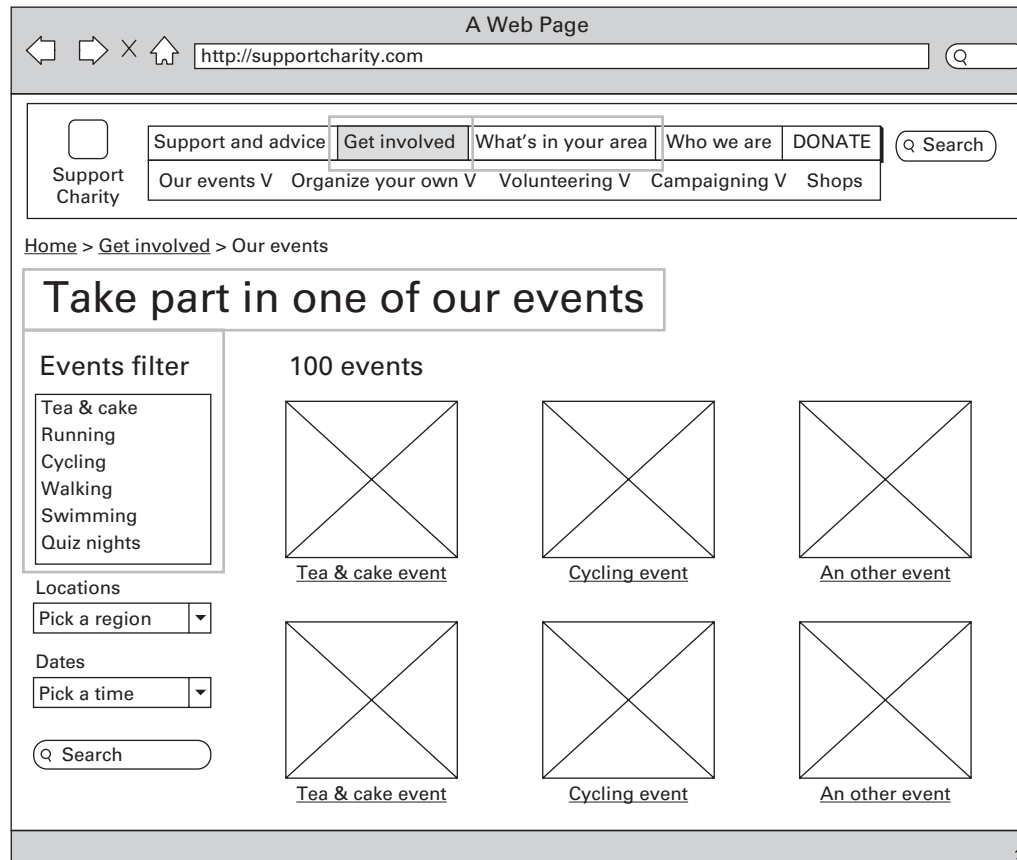 A Web Page
http://supportcharity.com
Support and advice Get involved What's in your area Who we are DONATE Search
Support
Charity
Our events V Organize your own V Volunteering V Campaigning V Shops
Home > Get involved > Our events
Take part in one of our events
Events filter
100 events
Tea & cake
Running
Cycling
Walking
Swimming
Quiz nights
Tea & cake event Cycling event An other event
Locations
Pick a region
Dates
Pick a time
Search
Tea & cake event Cycling event An other event